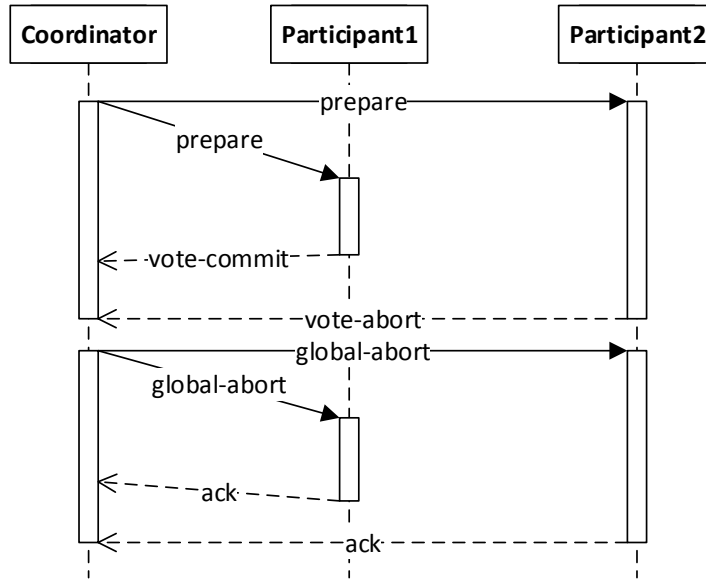 Coordinator
Participant1
Participant2
prepare
prepare
vote-commit
vote-abort
global-abort
global-abort
ack
ack